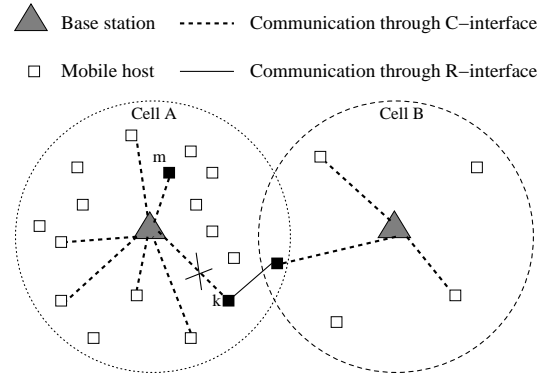 Base station
Communication through C−interface
Mobile host
Communication through R−interface
Cell A
Cell B
m
k